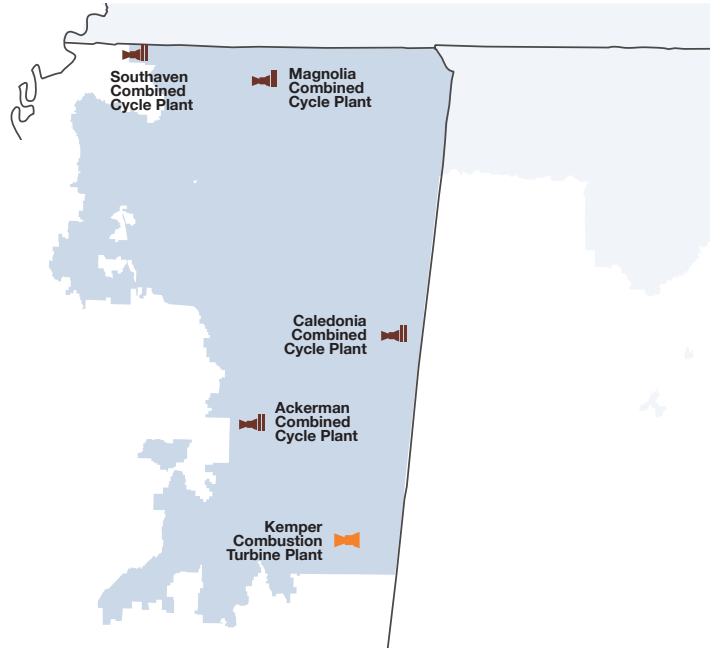 Southaven
Combined
Cycle Plant
Magnolia
Combined
Cycle Plant
Caledonia
Combined
Cycle Plant
Ackerman
Combined
Cycle Plant
Kemper
Combustion
Turbine Plant